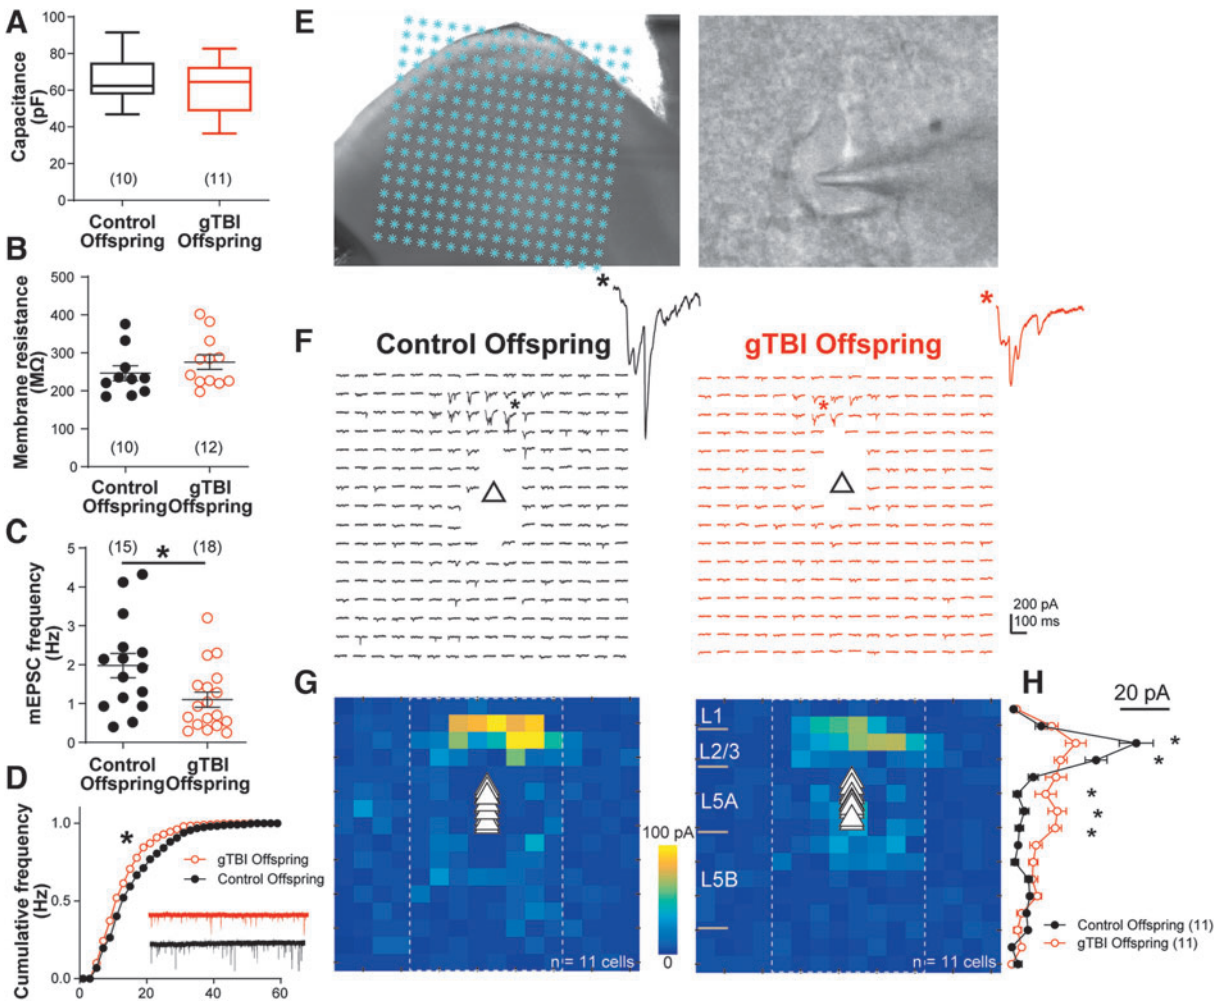 A
100
80
60
40
20
0
Capacitance
(pF)
(10)
(11)
Control
Offspring
gTBI
Offspring
B
500
400
300
200
100
0
Membrane resistance
(MΩ)
(10)
(12)
Control
Offspring
gTBI
Offspring
C
5
4
3
2
1
0
mEPSC frequency
(Hz)
(15)
*
(18)
Control
Offspring
gTBI
Offspring
D
1.0
0.5
0.0
Cumulative frequency
(Hz)
*
gTBI Offspring
Control Offspring
0
20
40
60
E
F
*
Control Offspring
*
*
gTBI Offspring
*
200 pA
100 ms
G
n = 11 cells
100 pA
0
L1
L2/3
L5A
L5B
n = 11 cells
H
20 pA
*
*
*
*
*
Control Offspring (11)
gTBI Offspring (11)